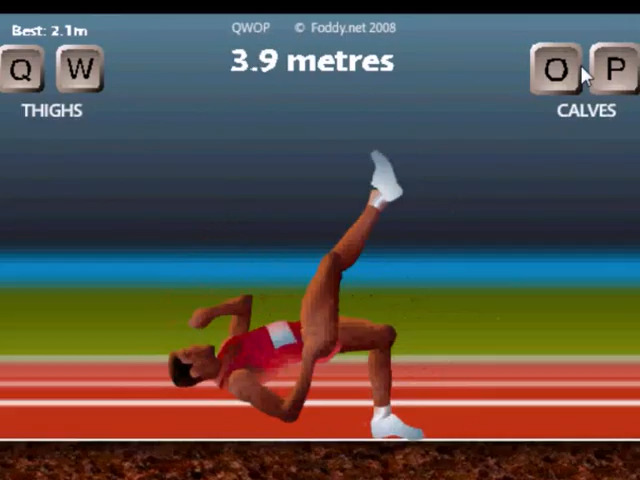 Best: 2.1m
QWOP © Foddy.net 2008
3.9 metres
Q W
O P
THIGHS
CALVES